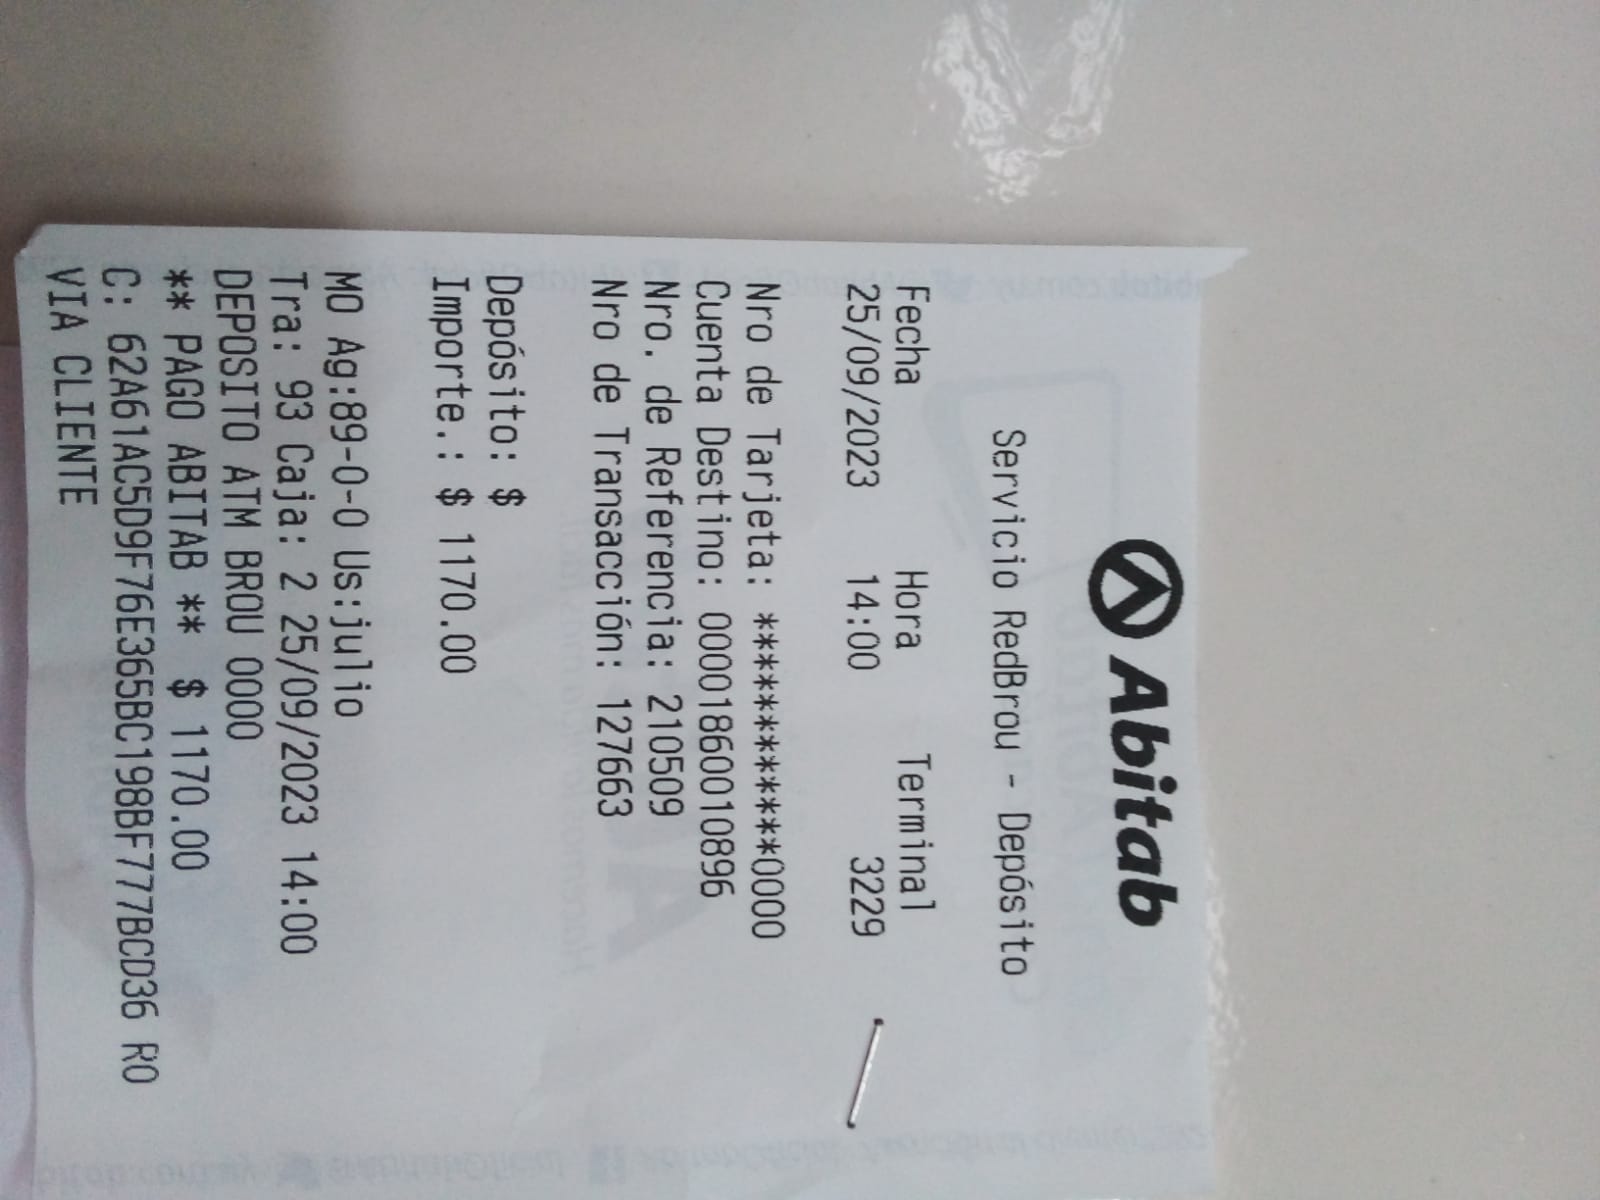 Abitab
Servicio RedBrou - Depósito
Fecha Hora Terminal
25/09/2023 14:00 3229
Nro de Tarjeta: ************0000
Cuenta Destino: 00001860010896
Nro. de Referencia: 210509
Nro de Transacción: 127663
Depósito: $
Importe.: $ 1170.00
MO Ag:89-0-0 Us:julio
Tra: 93 Caja: 2 25/09/2023 14:00
DEPOSITO ATM BROU 0000
** PAGO ABITAB ** $ 1170.00
C: 62A61AC5D9F76E365BC198BF777BCD36 RO
VIA CLIENTE